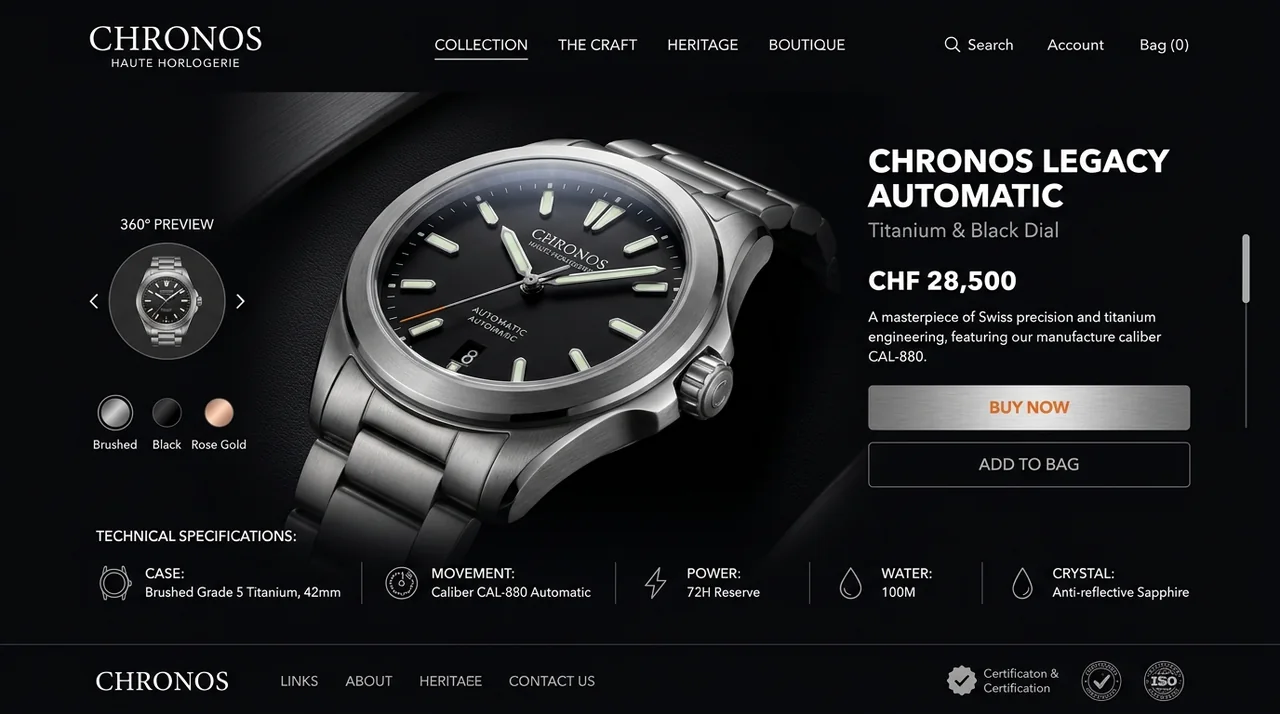 CHRONOS
HAUTE HORLOGERIE
COLLECTION
THE CRAFT
HERITAGE
BOUTIQUE
Search
Account
Bag (0)
360° PREVIEW
Brushed
Black
Rose Gold
CPIRONOS
AUTOMATIC
8
CHRONOS LEGACY
AUTOMATIC
Titanium & Black Dial
CHF 28,500
A masterpiece of Swiss precision and titanium
engineering, featuring our manufacture caliber
CAL-880.
BUY NOW
ADD TO BAG
TECHNICAL SPECIFICATIONS:
CASE:
Brushed Grade 5 Titanium, 42mm
MOVEMENT:
Caliber CAL-880 Automatic
POWER:
72H Reserve
WATER:
100M
CRYSTAL:
Anti-reflective Sapphire
CHRONOS
LINKS
ABOUT
HERITAEE
CONTACT US
Certificaton &
Certification
ISO